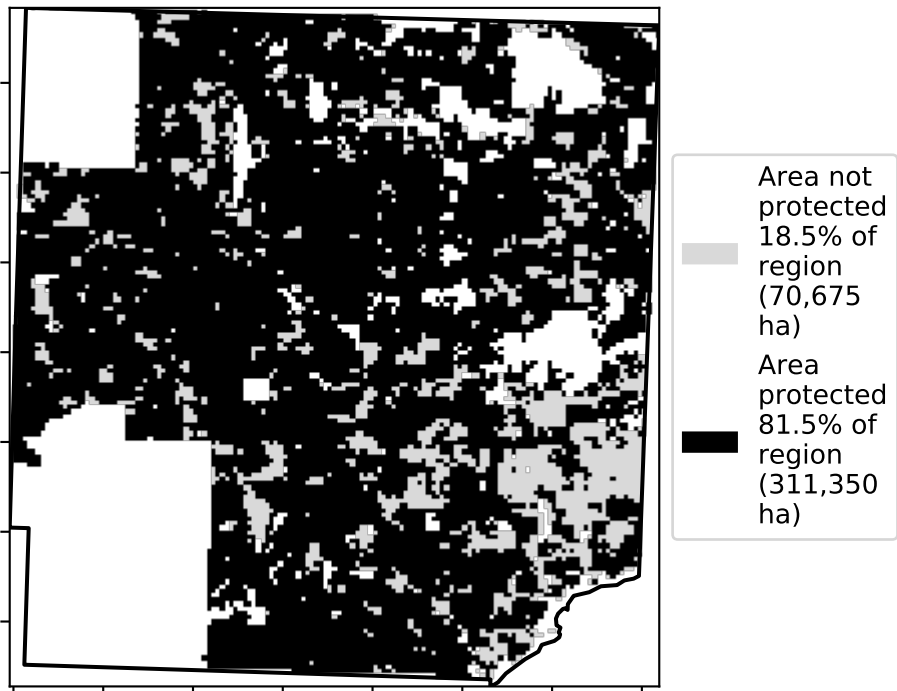 Area not
protected
18.5% of
region
(70,675
ha)
Area
protected
81.5% of
region
(311,350
ha)